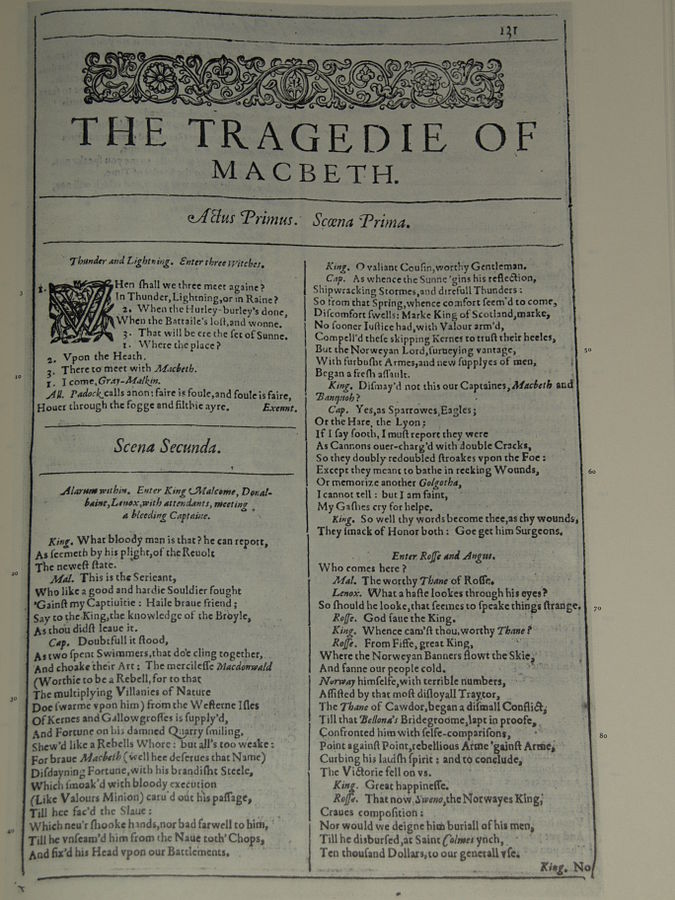 131
THE TRAGEDIE OF
MACBETH.
Actus Primus. Scœna Prima.
Thunder and Lightning. Enter three Witches.
1. When ſhall we three meet againe?
In Thunder, Lightning, or in Raine?
2. When the Hurley-burley's done,
When the Battaile's loſt, and wonne.
3. That will be ere the ſet of Sunne.
1. Where the place?
2. Vpon the Heath.
3. There to meet with Macbeth.
1. I come, Gray-Malkin.
All. Padock calls anon: faire is foule, and foule is faire,
10
Houer through the fogge and filthie ayre. Exeunt.
Scena Secunda.
Alarum within. Enter King Malcome, Donal-
baine, Lenox, with attendants, meeting
a bleeding Captaine.
King. What bloody man is that? he can report,
As ſeemeth by his plight, of the Reuolt
The neweſt ſtate.
20
Mal. This is the Serieant,
Who like a good and hardie Souldier fought
'Gainſt my Captiuitie: Haile braue friend;
Say to the King, the knowledge of the Broyle,
As thou didſt leaue it.
Cap. Doubtfull it ſtood,
As two ſpent Swimmers, that doe cling together,
And choake their Art: The mercileſſe Macdonwald
(Worthie to be a Rebell, for to that
The multiplying Villanies of Nature
30
Doe ſwarme vpon him) from the Weſterne Iſles
Of Kernes and Gallowgroſſes is ſupply'd,
And Fortune on his damned Quarry ſmiling,
Shew'd like a Rebells Whore: but all's too weake:
For braue Macbeth (well hee deſerues that Name)
Diſdayning Fortune, with his brandiſht Steele,
Which ſmoak'd with bloody execution
(Like Valours Minion) caru'd out his paſſage,
Till hee fac'd the Slaue:
Which neu'r ſhooke hands, nor bad farwell to him,
40
Till he vnſeam'd him from the Naue toth' Chops,
And fix'd his Head vpon our Battlements.
King. O valiant Couſin, worthy Gentleman.
Cap. As whence the Sunne 'gins his reflection,
Shipwracking Stormes, and direfull Thunders:
So from that Spring, whence comfort ſeem'd to come,
Diſcomfort ſwells: Marke King of Scotland, marke,
No ſooner Iuſtice had, with Valour arm'd,
Compell'd theſe skipping Kernes to truſt their heeles,
But the Norweyan Lord, ſurueying vantage,
50
With furbuſht Armes, and new ſupplyes of men,
Began a freſh aſſault.
King. Diſmay'd not this our Captaines, Macbeth and
Banquoh?
Cap. Yes, as Sparrowes, Eagles;
Or the Hare, the Lyon:
If I ſay ſooth, I muſt report they were
As Cannons ouer-charg'd with double Cracks,
So they doubly redoubled ſtroakes vpon the Foe:
Except they meant to bathe in reeking Wounds,
60
Or memorize another Golgotha,
I cannot tell: but I am faint,
My Gaſhes cry for helpe.
King. So well thy words become thee, as thy wounds,
They ſmack of Honor both: Goe get him Surgeons.
Enter Roſſe and Angus.
Who comes here?
Mal. The worthy Thane of Roſſe.
Lenox. What a haſte lookes through his eyes?
So ſhould he looke, that ſeemes to ſpeake things ſtrange.
70
Roſſe. God ſaue the King.
King. Whence cam'ſt thou, worthy Thane?
Roſſe. From Fiffe, great King,
Where the Norweyan Banners flowt the Skie,
And fanne our people cold.
Norway himſelfe, with terrible numbers,
Aſſiſted by that moſt diſloyall Traytor,
The Thane of Cawdor, began a diſmall Conflict,
Till that Bellona's Bridegroome, lapt in proofe,
Confronted him with ſelfe-compariſons,
80
Point againſt Point, rebellious Arme 'gainſt Arme,
Curbing his lauiſh ſpirit: and to conclude,
The Victorie fell on vs.
King. Great happineſſe.
Roſſe. That now, Sweno, the Norwayes King,
Craues compoſition:
Nor would we deigne him buriall of his men,
Till he disburſed, at Saint Colmes ynch,
Ten thouſand Dollars, to our generall vſe.
King. No